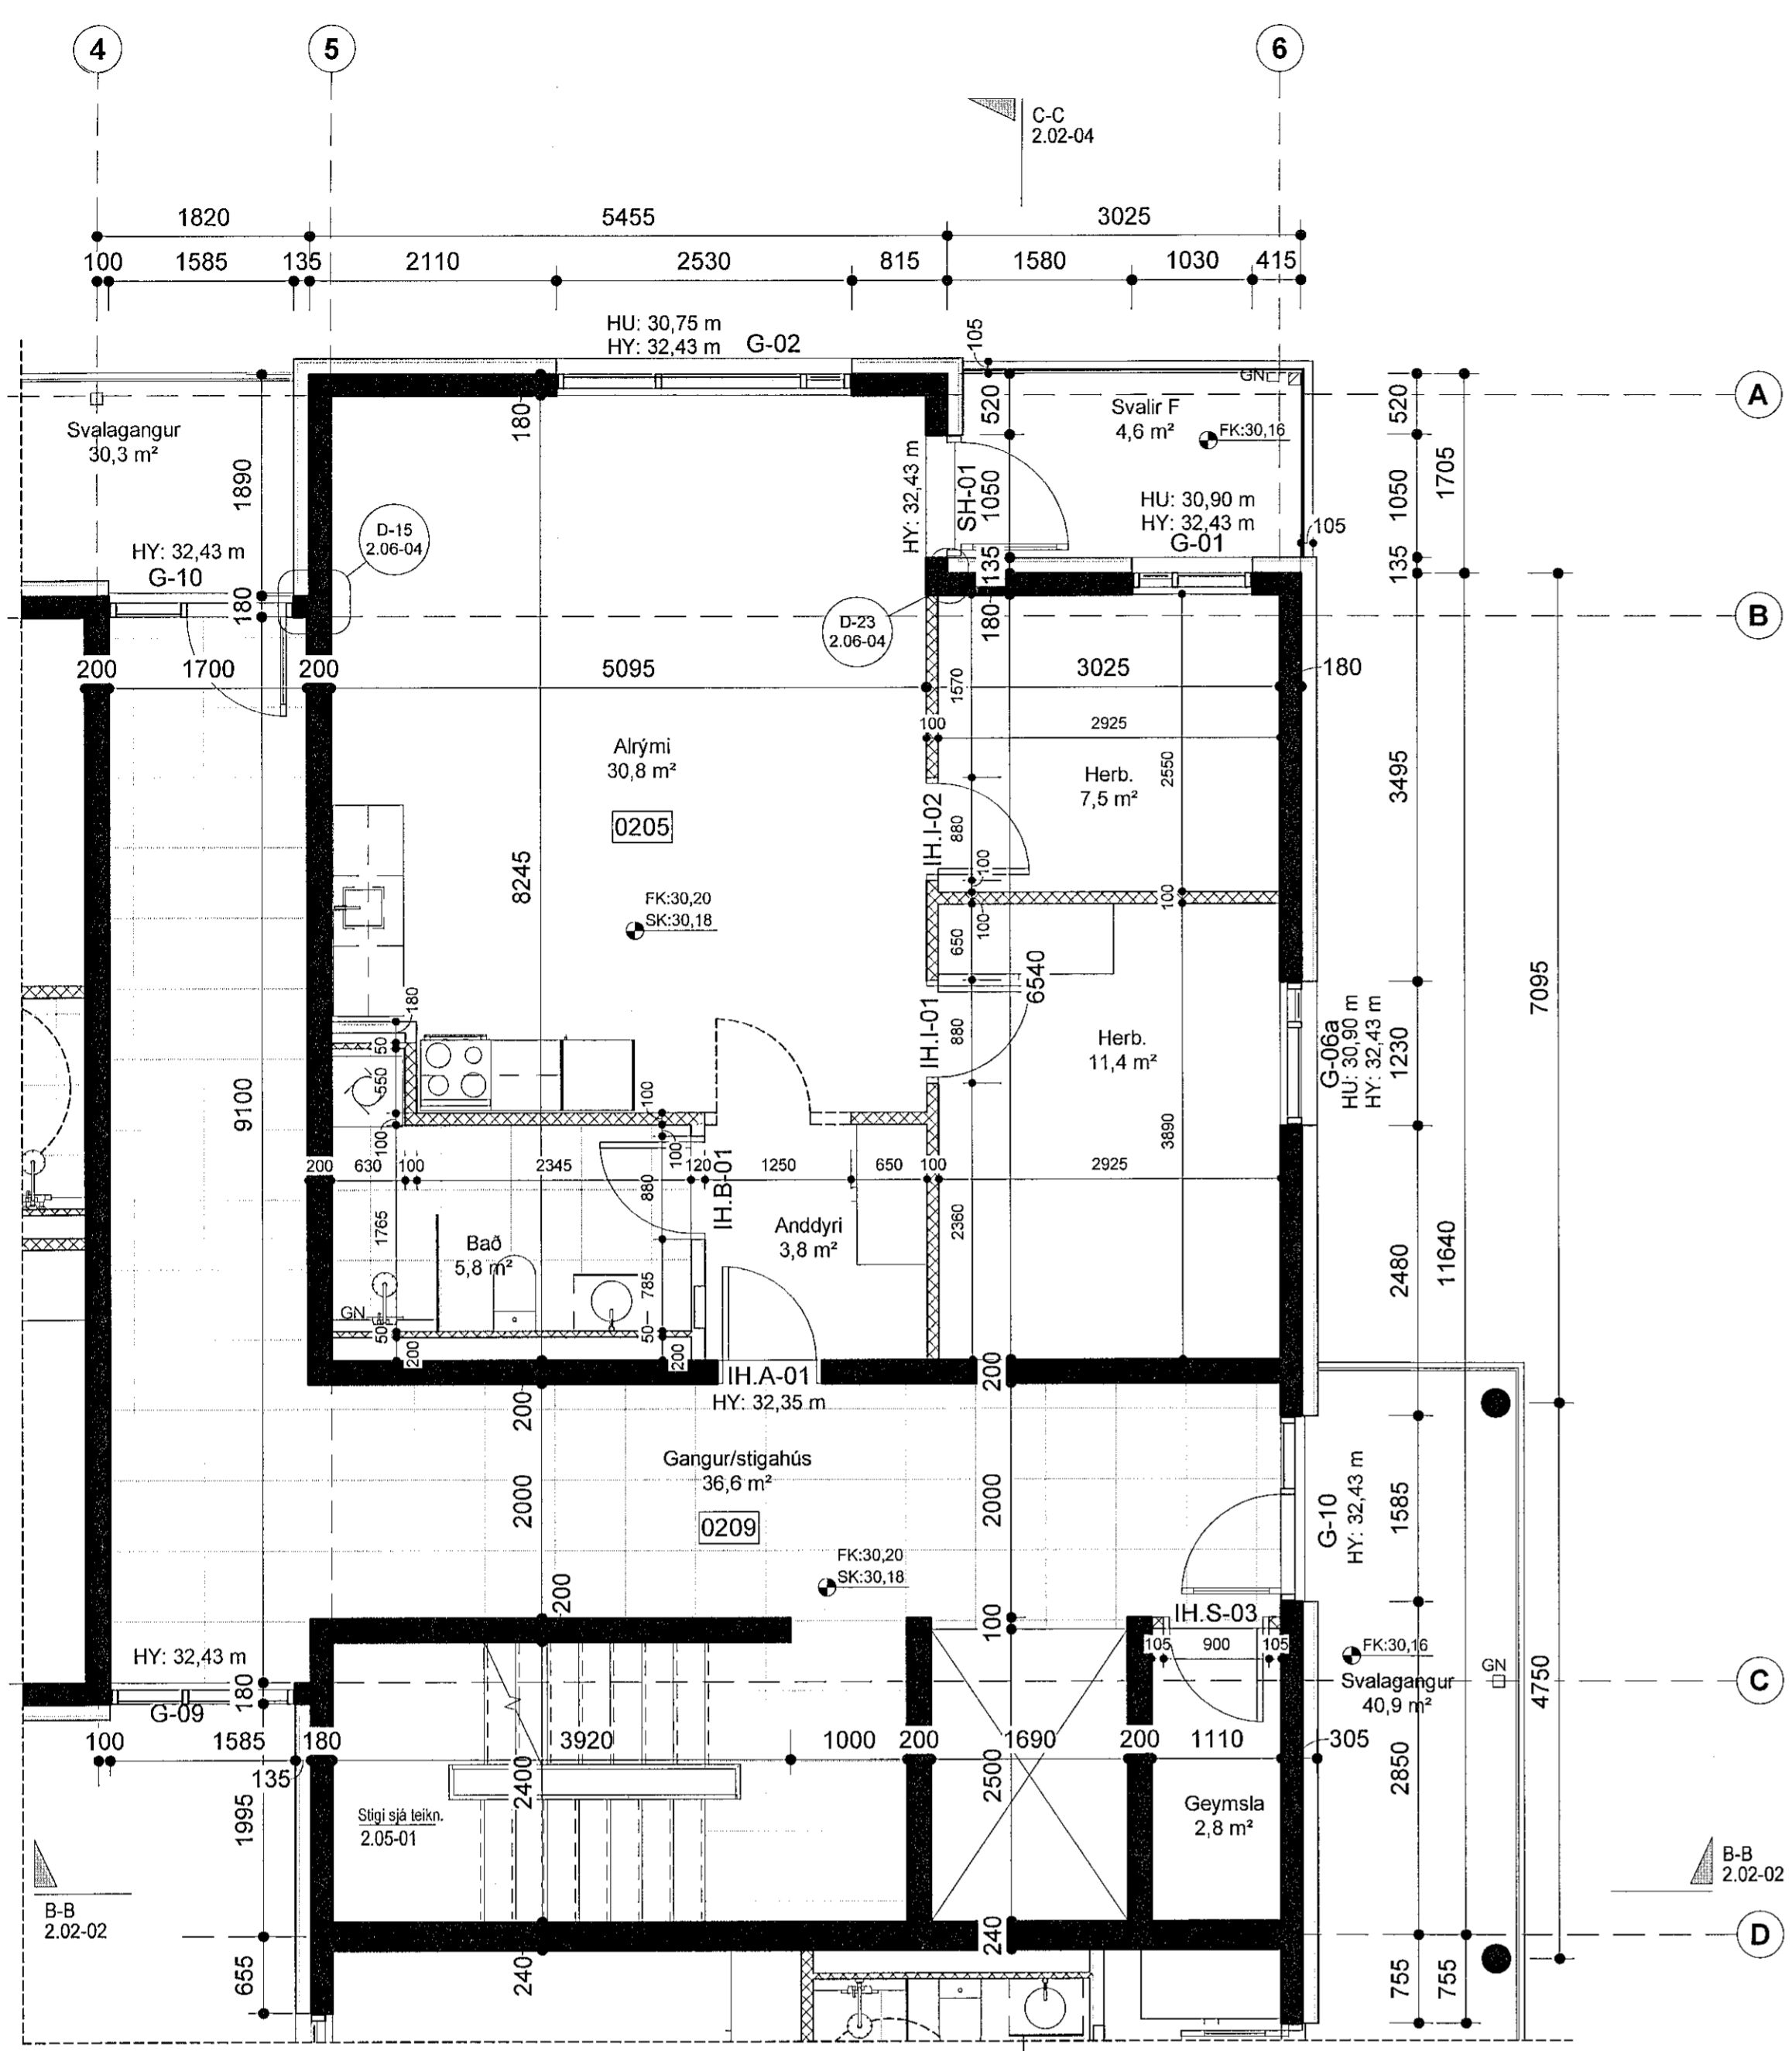 4
5
6
C-C
2.02-04
1820
5455
3025
100
1585
135
2110
2530
815
1580
1030
415
HU: 30,75 m
HY: 32,43 m
G-02
105
GN
A
Svalagangur
30,3 m²
180
520
Svalir F
4,6 m²
FK:30,16
520
1705
1890
HY: 32,43 m
SH-01
1050
1050
HU: 30,90 m
HY: 32,43 m
G-01
105
D-15
2.06-04
HY: 32,43 m
G-10
135
135
180
180
D-23
2.06-04
B
200
1700
200
5095
3025
180
1570
100
2925
Alrými
30,8 m²
Herb.
7,5 m²
2550
3495
0205
IH.I-02
880
8245
100
100
FK:30,20
SK:30,18
100
650
6540
7095
180
IH.I-01
880
Herb.
11,4 m²
G-06a
HU: 30,90 m
HY: 32,43 m
1230
50
550
9100
100
100
3890
100
200
630
100
2345
120
1250
650
100
2925
880
IH.B-01
1765
Bað
5,8 m²
Anddyri
3,8 m²
2360
2480
11640
785
GN
50
50
200
200
IH.A-01
HY: 32,35 m
200
200
Gangur/stigahús
36,6 m²
2000
2000
0209
G-10
HY: 32,43 m
1585
FK:30,20
SK:30,18
200
100
IH.S-03
105
900
105
FK:30,16
GN
Svalagangur
40,9 m²
4750
C
HY: 32,43 m
180
G-09
100
1585
180
3920
1000
200
1690
200
1110
305
135
2400
2500
2850
1995
Stigi sjá teikn.
2.05-01
Geymsla
2,8 m²
B-B
2.02-02
B-B
2.02-02
240
240
D
655
755
755